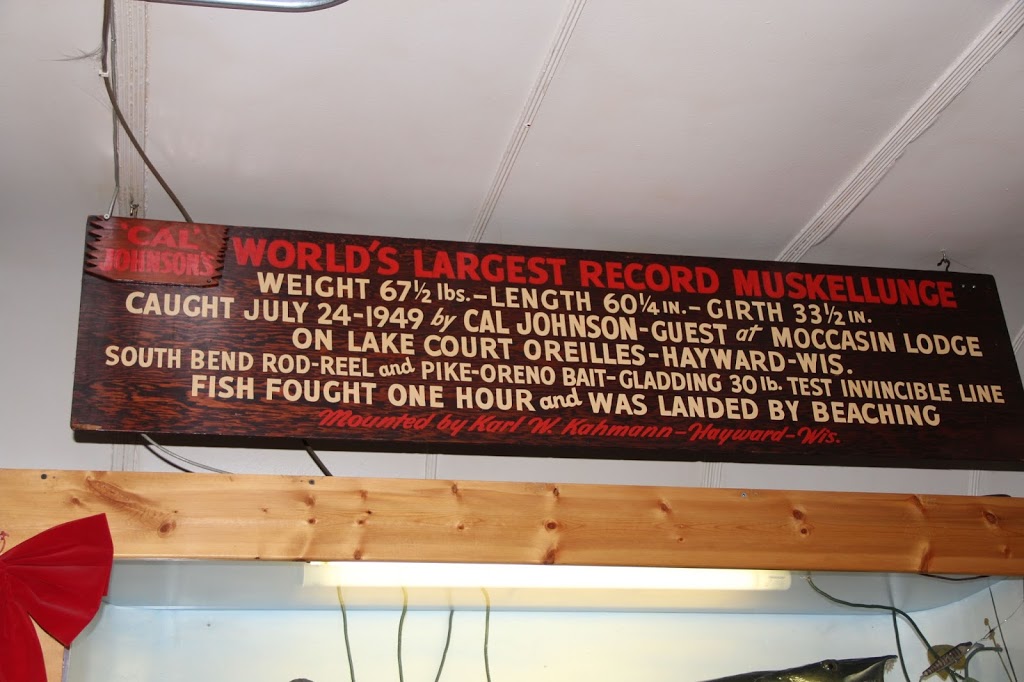 "CAL"
JOHNSON'S
WORLD'S LARGEST RECORD MUSKELLUNGE
WEIGHT 67½ lbs.-LENGTH 60¼ IN.-GIRTH 33½ IN.
CAUGHT JULY 24-1949 by CAL JOHNSON-GUEST at MOCCASIN LODGE
ON LAKE COURT OREILLES-HAYWARD-WIS.
SOUTH BEND ROD-REEL and PIKE-ORENO BAIT-GLADDING 30 lb. TEST INVINCIBLE LINE
FISH FOUGHT ONE HOUR and WAS LANDED BY BEACHING
Mounted by Karl W. Kahmann-Hayward-Wis.